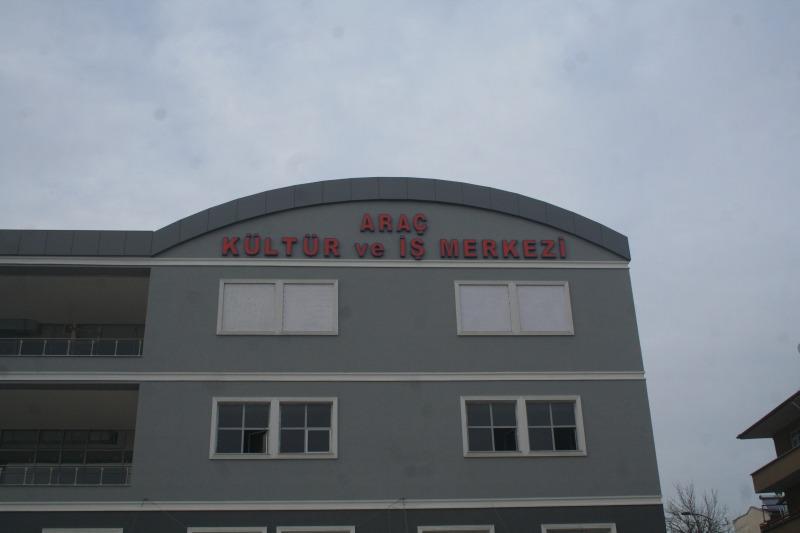 ARAÇ
KÜLTÜR ve İŞ MERKEZİ